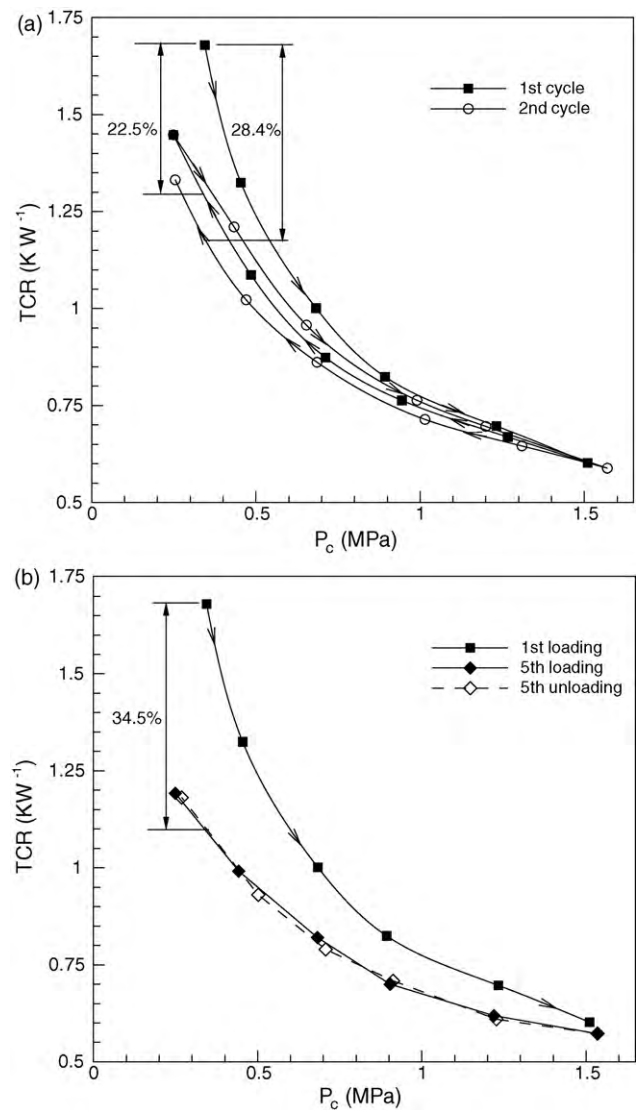 (a)
1.75
1.5
1.25
1
0.75
0.5
TCR (K W⁻¹)
22.5%
28.4%
1st cycle
2nd cycle
0
0.5
1
1.5
P_c (MPa)
(b)
1.75
1.5
1.25
1
0.75
0.5
TCR (KW⁻¹)
34.5%
1st loading
5th loading
5th unloading
0
0.5
1
1.5
P_c (MPa)